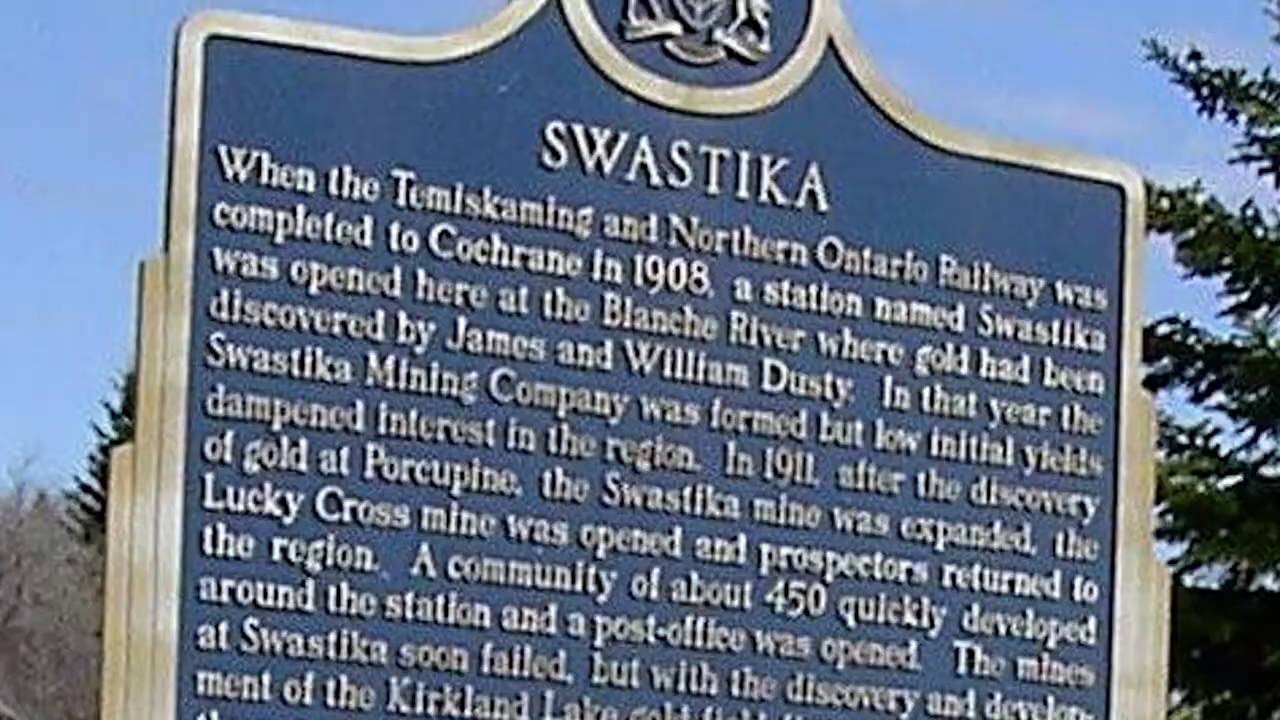 SWASTIKA
When the Temiskaming and Northern Ontario Railway was
completed to Cochrane in 1908, a station named Swastika
was opened here at the Blanche River where gold had been
discovered by James and William Dusty. In that year the
Swastika Mining Company was formed but low initial yields
dampened interest in the region. In 1911, after the discovery
of gold at Porcupine, the Swastika mine was expanded, the
Lucky Cross mine was opened and prospectors returned to
the region. A community of about 450 quickly developed
around the station and a post-office was opened. The mines
at Swastika soon failed, but with the discovery and develop-
ment of the Kirkland Lake gold